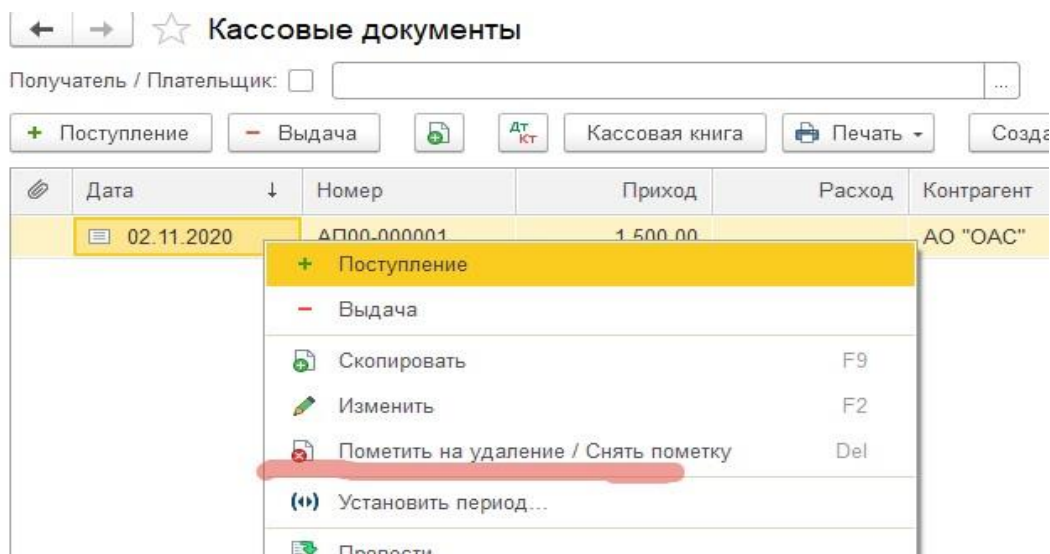 Кассовые документы
Получатель / Плательщик: ...
+ Поступление − Выдача Дт Кт Кассовая книга Печать Созда
Дата ↓ Номер Приход Расход Контрагент
02.11.2020 АП00-000001 1 500,00 АО "ОАС"
+ Поступление
− Выдача
Скопировать F9
Изменить F2
Пометить на удаление / Снять пометку Del
Установить период...
Провести